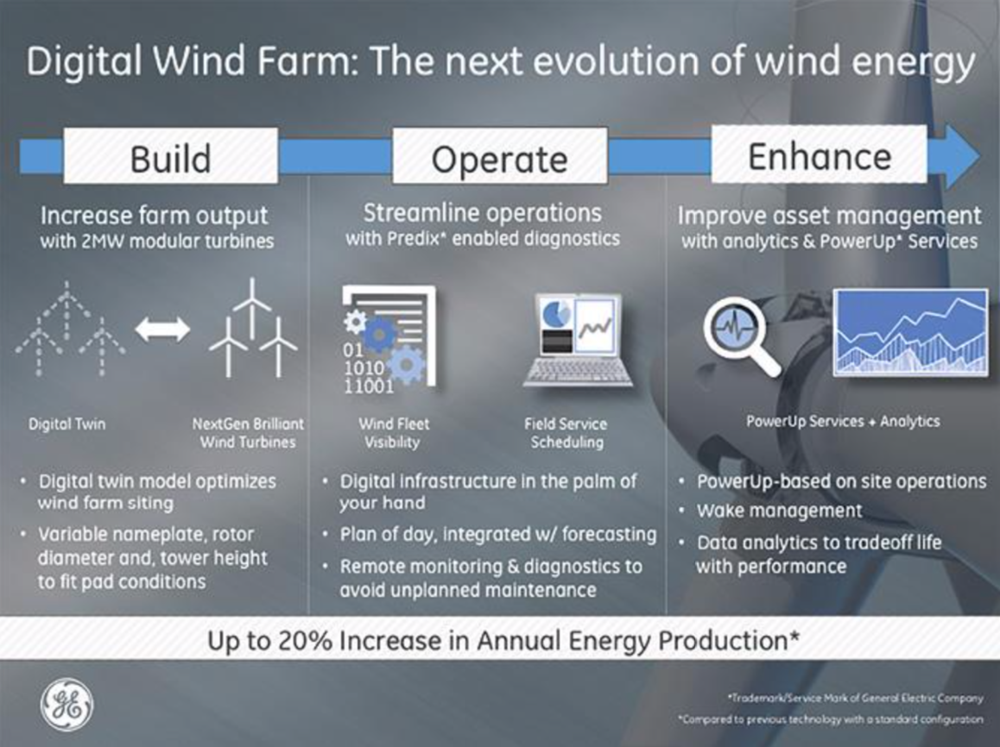 Digital Wind Farm: The next evolution of wind energy
Build
Operate
Enhance
Increase farm output
with 2MW modular turbines
Streamline operations
with Predix* enabled diagnostics
Improve asset management
with analytics & PowerUp* Services
01
1010
11001
Digital Twin
NextGen Brilliant
Wind Turbines
Wind Fleet
Visibility
Field Service
Scheduling
PowerUp Services + Analytics
• Digital twin model optimizes
wind farm siting
• Variable nameplate, rotor
diameter and, tower height
to fit pad conditions
• Digital infrastructure in the palm of
your hand
• Plan of day, integrated w/ forecasting
• Remote monitoring & diagnostics to
avoid unplanned maintenance
• PowerUp-based on site operations
• Wake management
• Data analytics to tradeoff life
with performance
Up to 20% Increase in Annual Energy Production*
GE
*Trademark/Service Mark of General Electric Company
*Compared to previous technology with a standard configuration